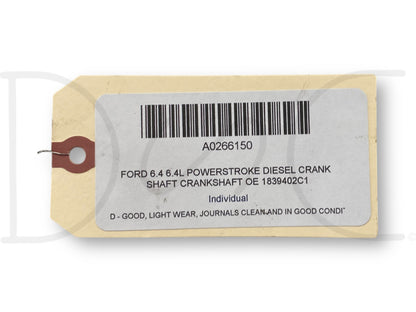 A0266150
FORD 6.4 6.4L POWERSTROKE DIESEL CRANK
SHAFT CRANKSHAFT OE 1839402C1
Individual
D - GOOD, LIGHT WEAR, JOURNALS CLEAN AND IN GOOD CONDI